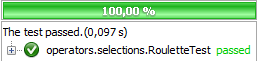 100,00 %
The test passed.(0,097 s)
operators.selections.RouletteTest passed